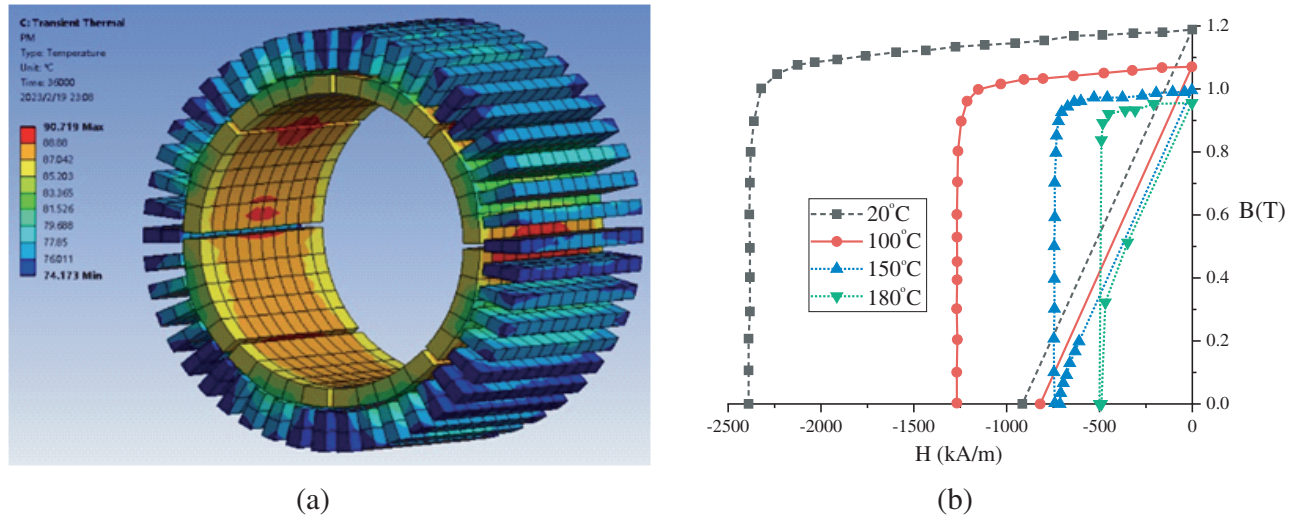 C: Transient Thermal
PM
Type: Temperature
Unit: °C
Time: 36000
2023/2/19 23:08
90.719 Max
88.88
87.042
85.203
83.365
81.526
79.688
77.85
76.011
74.173 Min
(a)
1.2
1.0
0.8
0.6
0.4
0.2
0.0
B(T)
20°C
100°C
150°C
180°C
-2500 -2000 -1500 -1000 -500 0
H (kA/m)
(b)